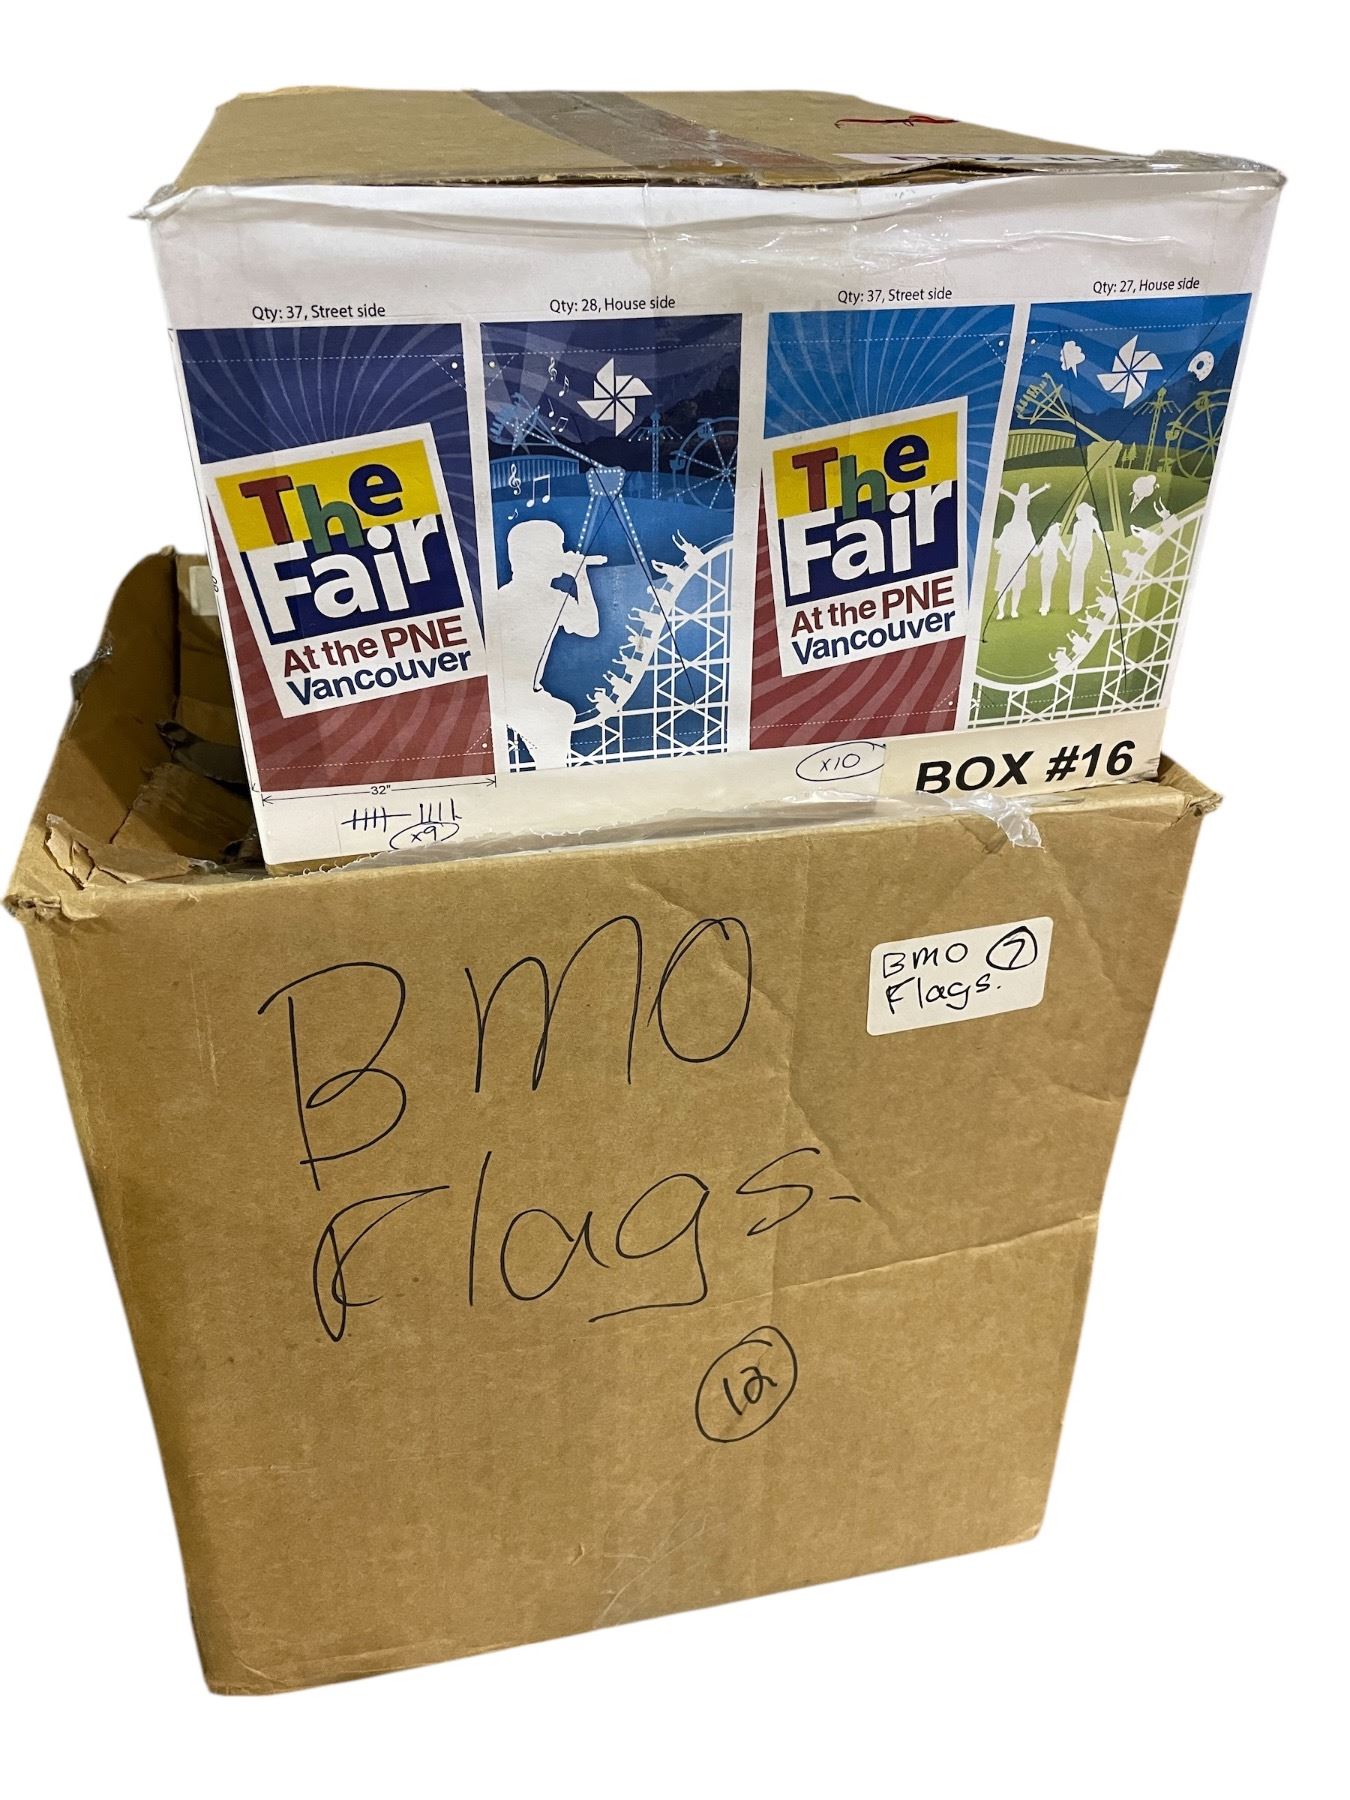 Qty: 37, Street side
Qty: 28, House side
Qty: 37, Street side
Qty: 27, House side
The
Fair
At the PNE
Vancouver
The
Fair
At the PNE
Vancouver
32"
x9
x10
BOX #16
BMO
Flags.
12
BMO 7
Flags.